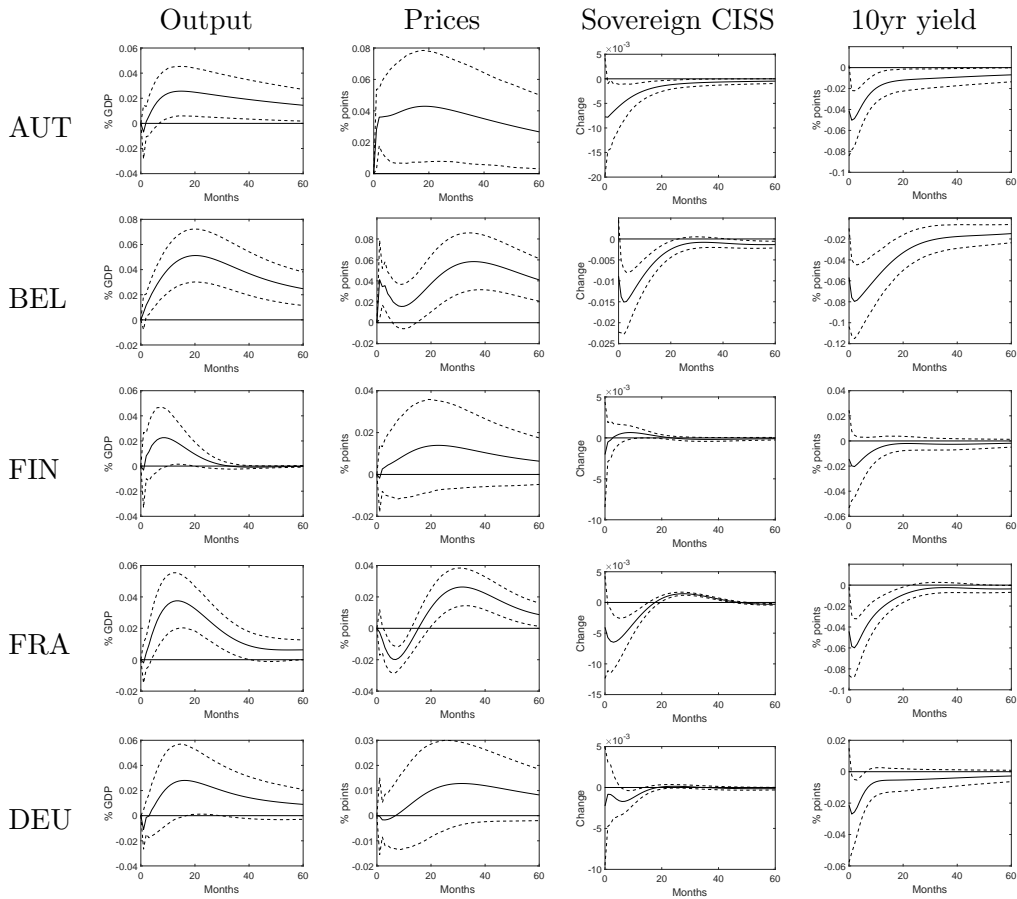 Output Prices Sovereign CISS 10yr yield
AUT
0.06
0.04
0.02
0
-0.02
-0.04
% GDP
0 20 40 60
Months
0.08
0.06
0.04
0.02
0
% points
0 20 40 60
Months
×10⁻³
5
0
-5
-10
-15
-20
Change
0 20 40 60
Months
0
-0.02
-0.04
-0.06
-0.08
-0.1
% points
0 20 40 60
Months
BEL
0.08
0.06
0.04
0.02
0
-0.02
% GDP
0 20 40 60
Months
0.1
0.08
0.06
0.04
0.02
0
-0.02
% points
0 20 40 60
Months
0
-0.005
-0.01
-0.015
-0.02
-0.025
Change
0 20 40 60
Months
0
-0.02
-0.04
-0.06
-0.08
-0.1
-0.12
% points
0 20 40 60
Months
FIN
0.06
0.04
0.02
0
-0.02
-0.04
% GDP
0 20 40 60
Months
0.04
0.02
0
-0.02
% points
0 20 40 60
Months
×10⁻³
5
0
-5
-10
Change
0 20 40 60
Months
0.04
0.02
0
-0.02
-0.04
-0.06
% points
0 20 40 60
Months
FRA
0.06
0.04
0.02
0
-0.02
% GDP
0 20 40 60
Months
0.04
0.02
0
-0.02
-0.04
% points
0 20 40 60
Months
×10⁻³
5
0
-5
-10
-15
Change
0 20 40 60
Months
0.02
0
-0.02
-0.04
-0.06
-0.08
-0.1
% points
0 20 40 60
Months
DEU
0.06
0.04
0.02
0
-0.02
-0.04
% GDP
0 20 40 60
Months
0.03
0.02
0.01
0
-0.01
-0.02
% points
0 20 40 60
Months
×10⁻³
5
0
-5
-10
Change
0 20 40 60
Months
0.02
0
-0.02
-0.04
-0.06
% points
0 20 40 60
Months